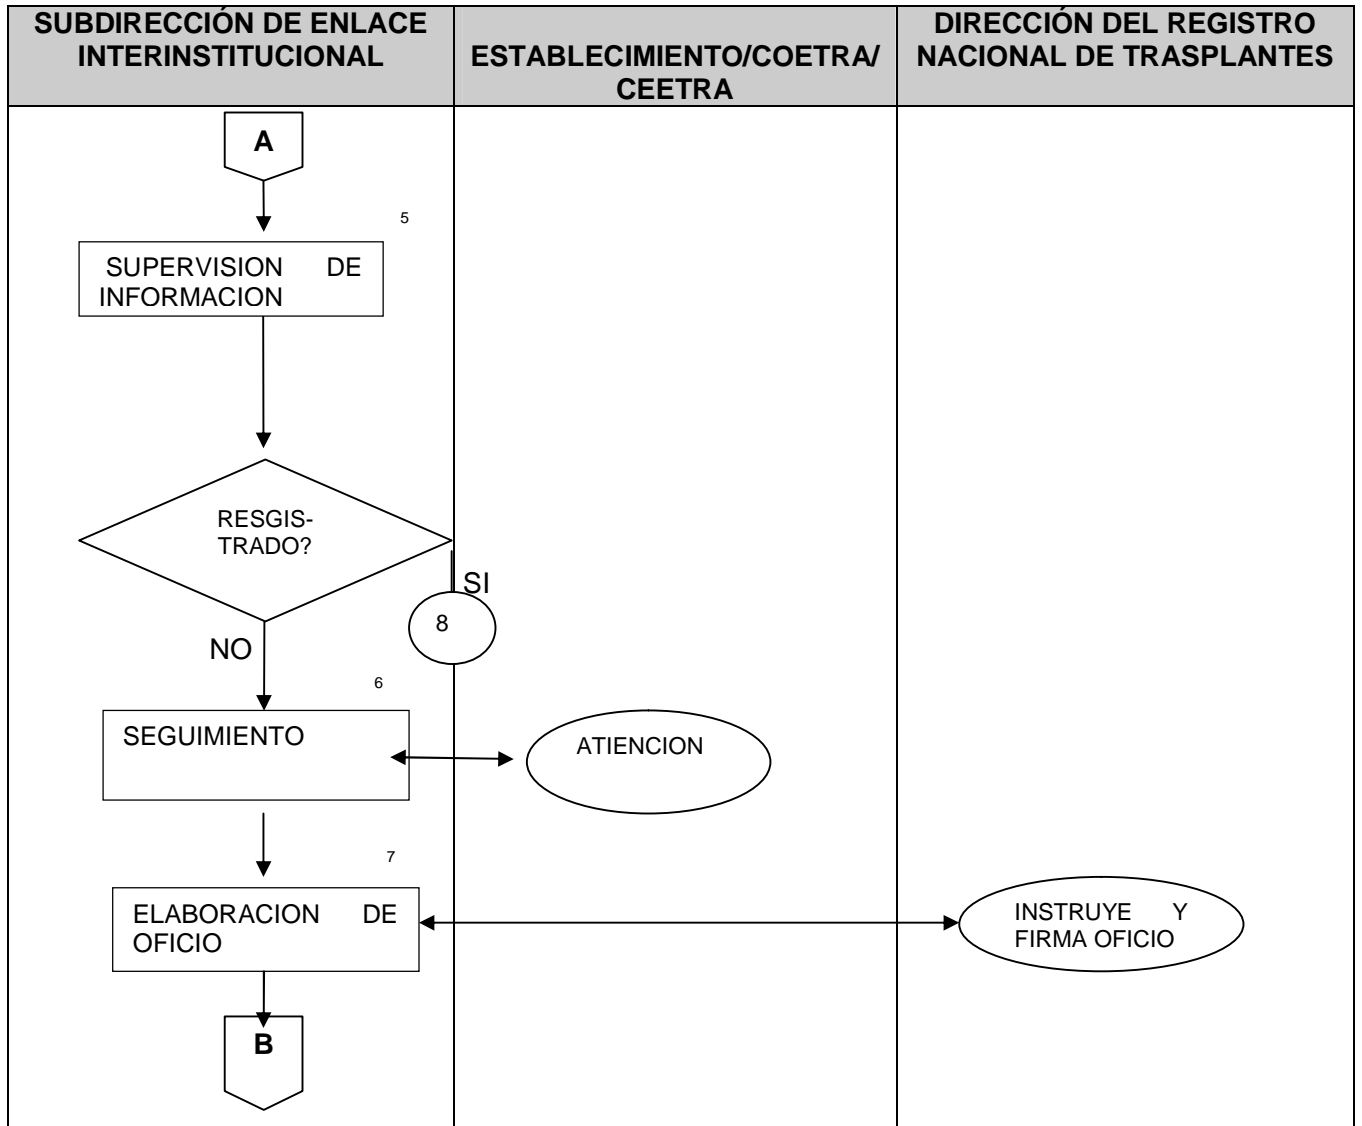 SUBDIRECCIÓN DE ENLACE
INTERINSTITUCIONAL
ESTABLECIMIENTO/COETRA/
CEETRA
DIRECCIÓN DEL REGISTRO
NACIONAL DE TRASPLANTES
A
5
SUPERVISION DE
INFORMACION
RESGIS-
TRADO?
SI
8
NO
6
SEGUIMIENTO
ATIENCION
7
ELABORACION DE
OFICIO
INSTRUYE Y
FIRMA OFICIO
B